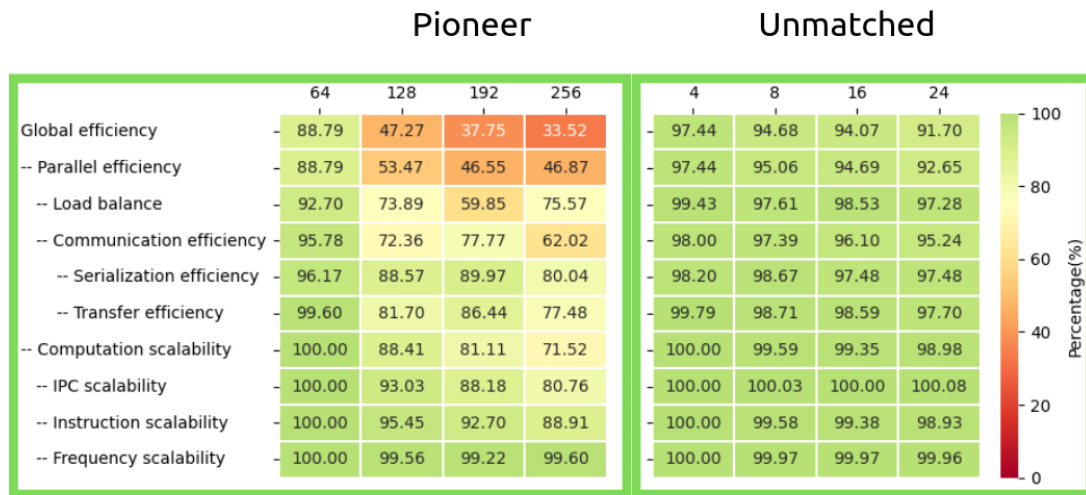 Pioneer Unmatched
64 128 192 256 4 8 16 24
Global efficiency 88.79 47.27 37.75 33.52 97.44 94.68 94.07 91.70 100
-- Parallel efficiency 88.79 53.47 46.55 46.87 97.44 95.06 94.69 92.65
-- Load balance 92.70 73.89 59.85 75.57 99.43 97.61 98.53 97.28 80
-- Communication efficiency 95.78 72.36 77.77 62.02 98.00 97.39 96.10 95.24
-- Serialization efficiency 96.17 88.57 89.97 80.04 98.20 98.67 97.48 97.48 60
-- Transfer efficiency 99.60 81.70 86.44 77.48 99.79 98.71 98.59 97.70
-- Computation scalability 100.00 88.41 81.11 71.52 100.00 99.59 99.35 98.98 40
-- IPC scalability 100.00 93.03 88.18 80.76 100.00 100.03 100.00 100.08
-- Instruction scalability 100.00 95.45 92.70 88.91 100.00 99.58 99.38 98.93 20
-- Frequency scalability 100.00 99.56 99.22 99.60 100.00 99.97 99.97 99.96 0
Percentage(%)